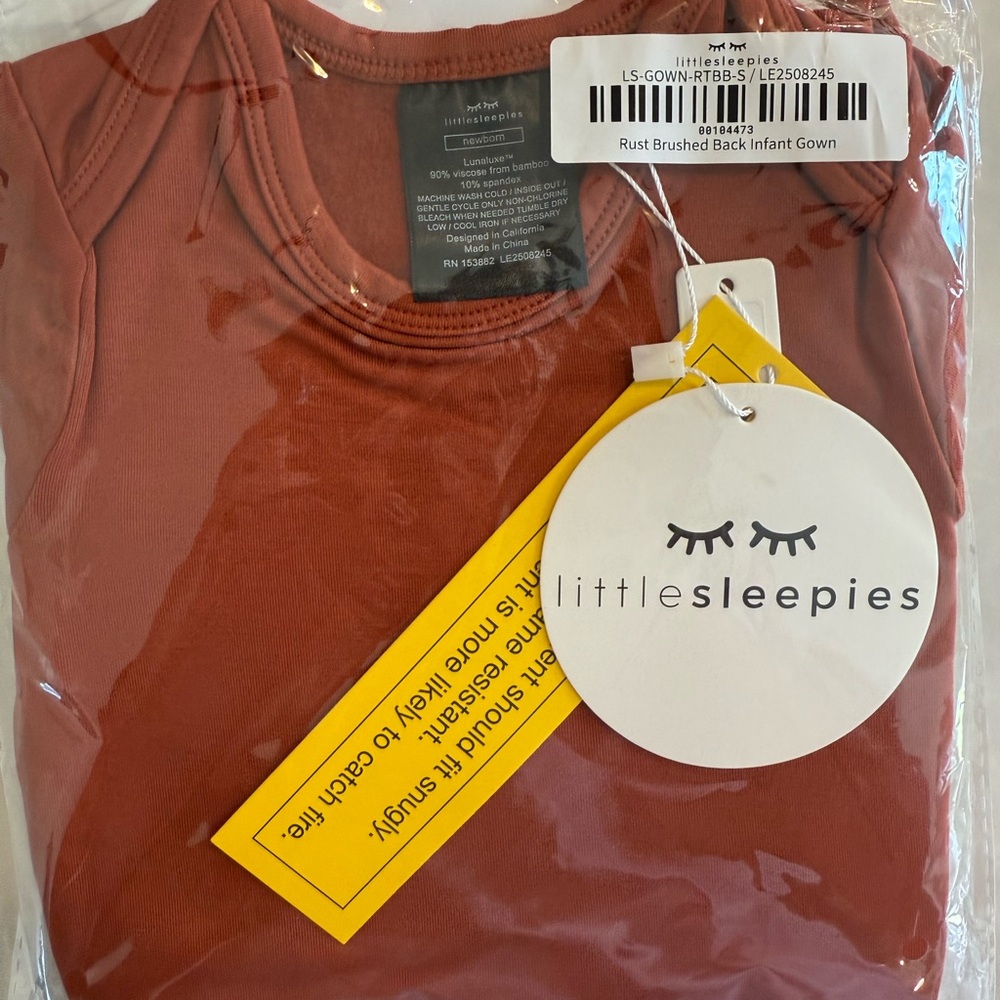 littlesleepies
LS-GOWN-RTBB-S / LE2508245
00104473
Rust Brushed Back Infant Gown
littlesleepies
newborn
Lunaluxe™
90% viscose from bamboo
10% spandex
MACHINE WASH COLD / INSIDE OUT /
GENTLE CYCLE ONLY NON-CHLORINE
BLEACH WHEN NEEDED TUMBLE DRY
LOW / COOL IRON IF NECESSARY
Designed in California
Made in China
RN 153882 LE2508245
littlesleepies
ent should fit snugly.
ame resistant.
ent is more likely to catch fire.